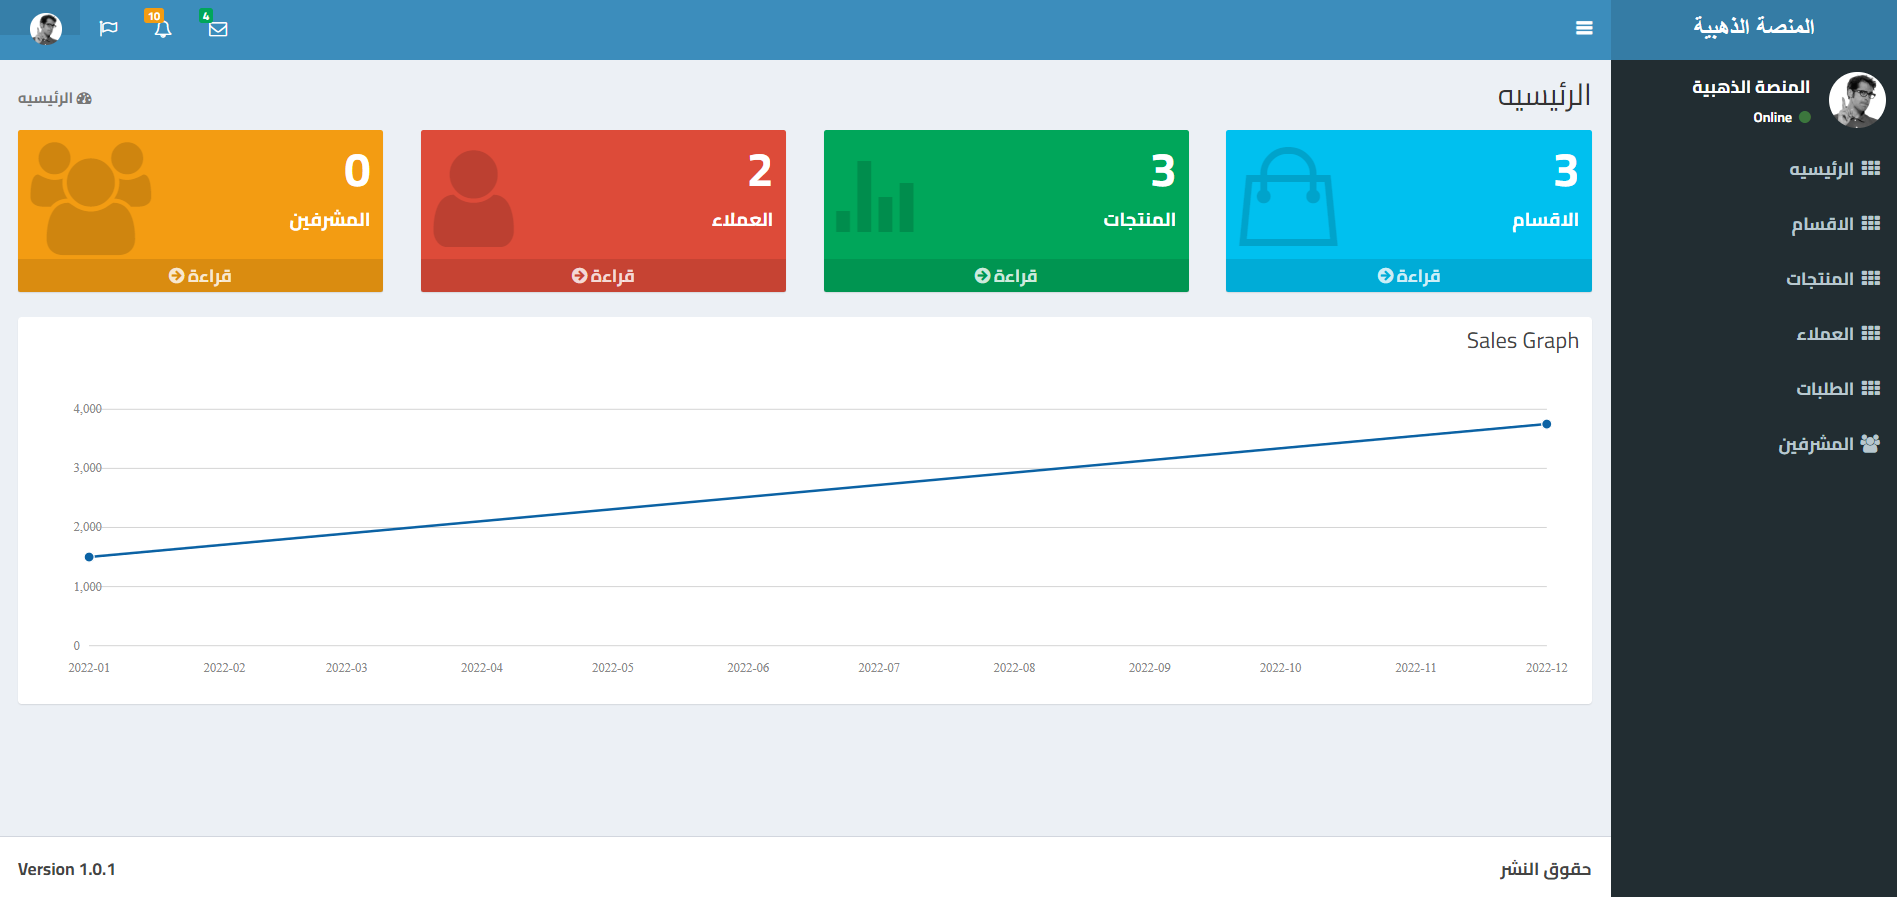 المنصة الذهبية
4
10
المنصة الذهبية
Online
الرئيسيه
الاقسام
المنتجات
العملاء
الطلبات
المشرفين
الرئيسيه
الرئيسيه
3
الاقسام
قراءة
3
المنتجات
قراءة
2
العملاء
قراءة
0
المشرفين
قراءة
Sales Graph
4,000
3,000
2,000
1,000
0
2022-01 2022-02 2022-03 2022-04 2022-05 2022-06 2022-07 2022-08 2022-09 2022-10 2022-11 2022-12
حقوق النشر
Version 1.0.1